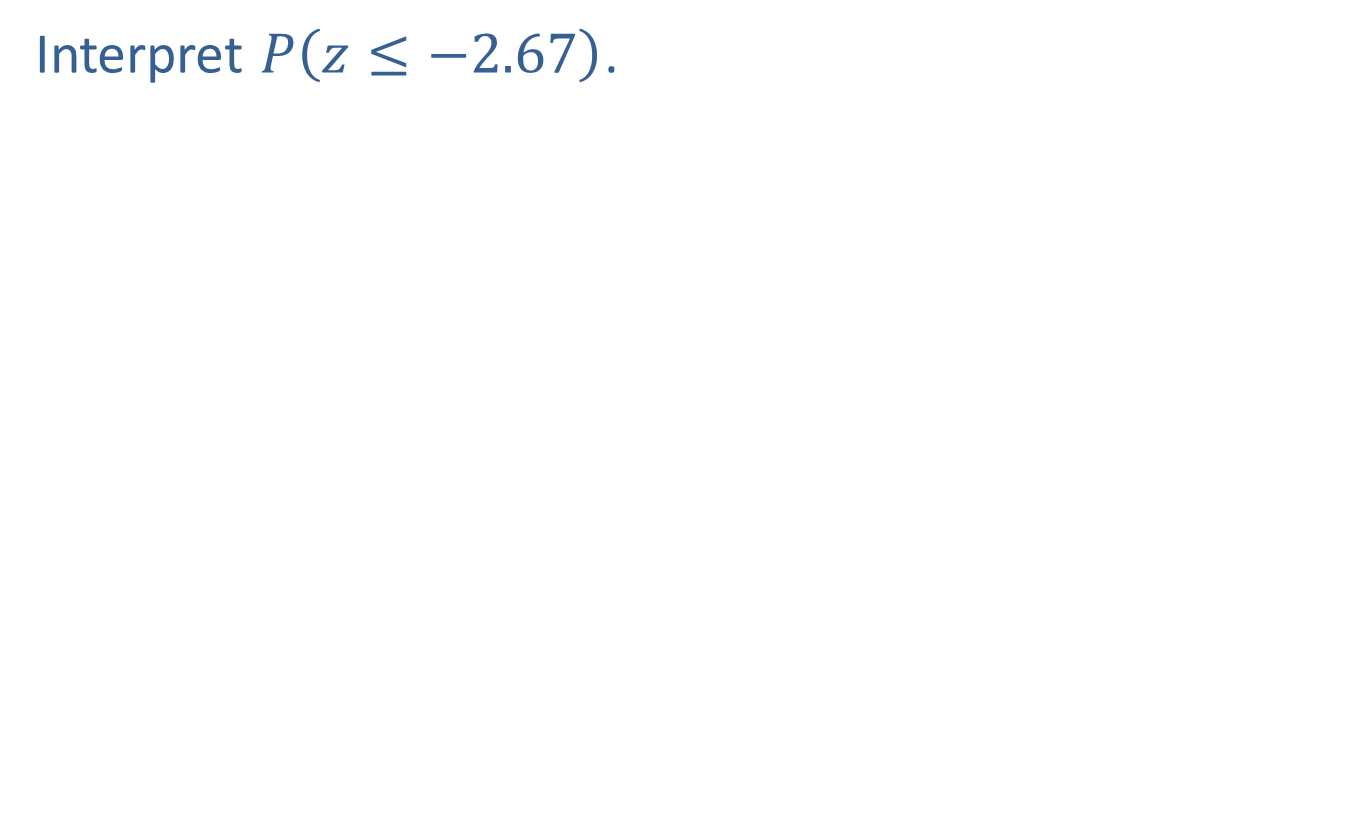 Interpret P(z ≤ −2.67).